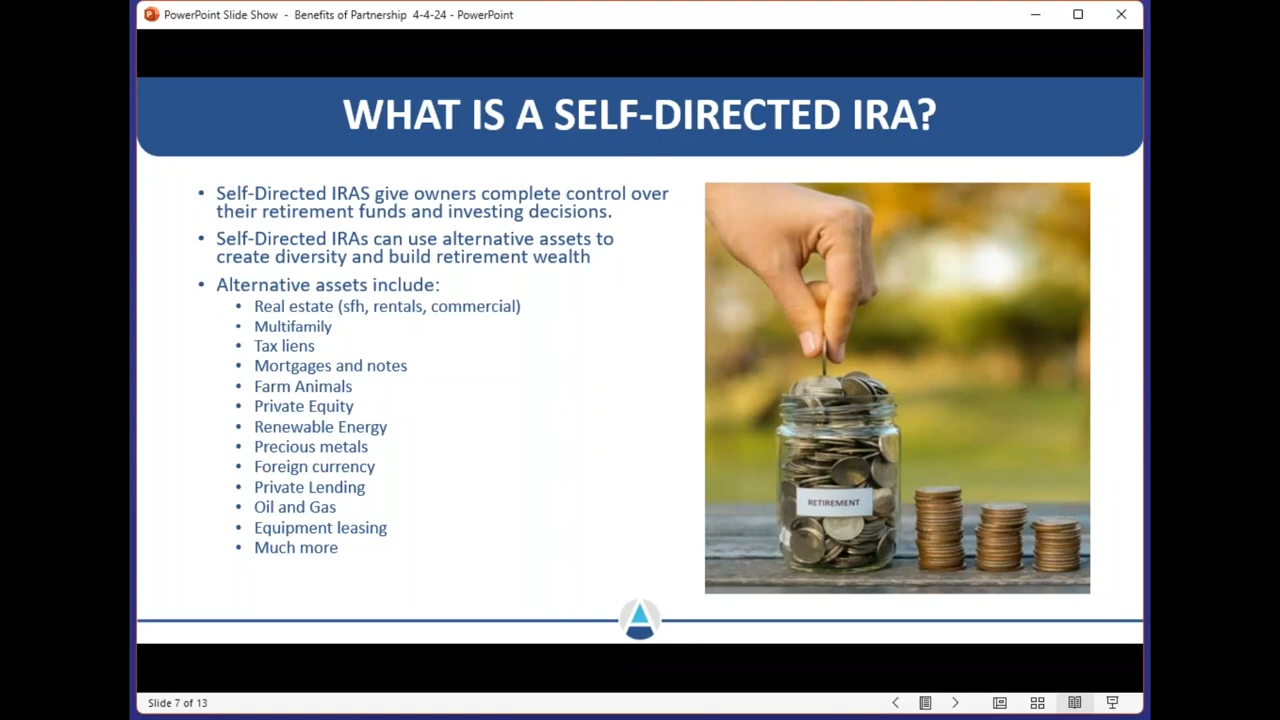 PowerPoint Slide Show - Benefits of Partnership 4-4-24 - PowerPoint
WHAT IS A SELF-DIRECTED IRA?
• Self-Directed IRAS give owners complete control over
their retirement funds and investing decisions.
• Self-Directed IRAs can use alternative assets to
create diversity and build retirement wealth
• Alternative assets include:
• Real estate (sfh, rentals, commercial)
• Multifamily
• Tax liens
• Mortgages and notes
• Farm Animals
• Private Equity
• Renewable Energy
• Precious metals
• Foreign currency
• Private Lending
• Oil and Gas
• Equipment leasing
• Much more
RETIREMENT
Slide 7 of 13